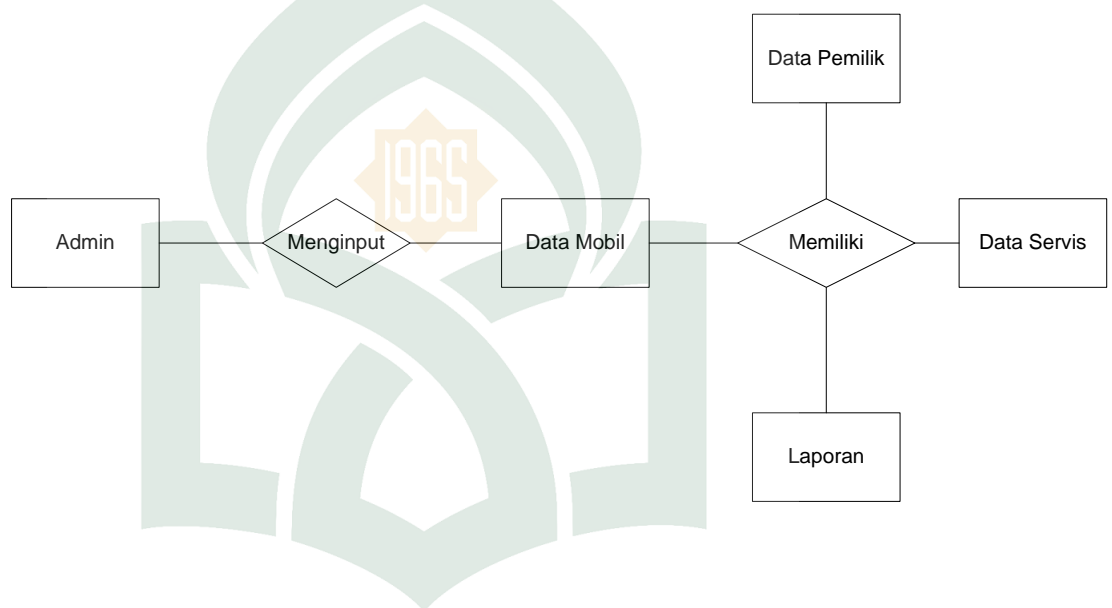 Data Pemilik
1965
Admin
Menginput
Data Mobil
Memiliki
Data Servis
Laporan